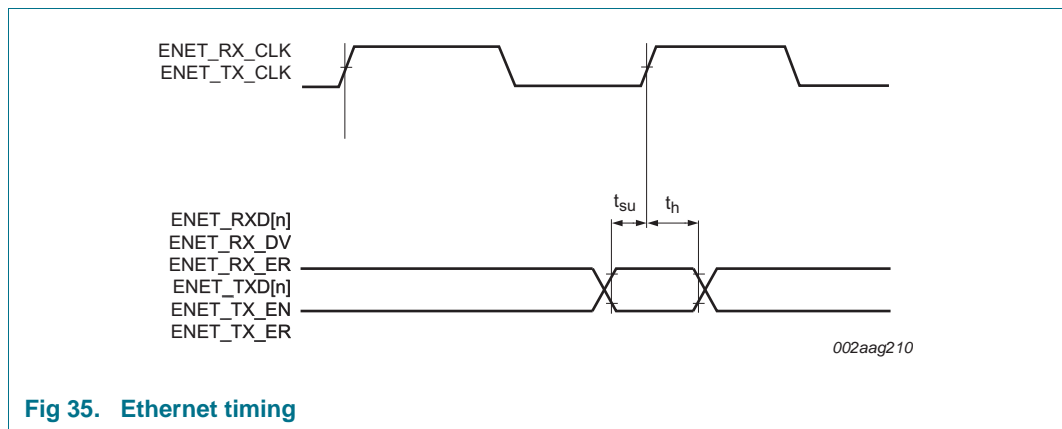 ENET_RX_CLK
ENET_TX_CLK
tsu
th
ENET_RXD[n]
ENET_RX_DV
ENET_RX_ER
ENET_TXD[n]
ENET_TX_EN
ENET_TX_ER
002aag210
Fig 35. Ethernet timing